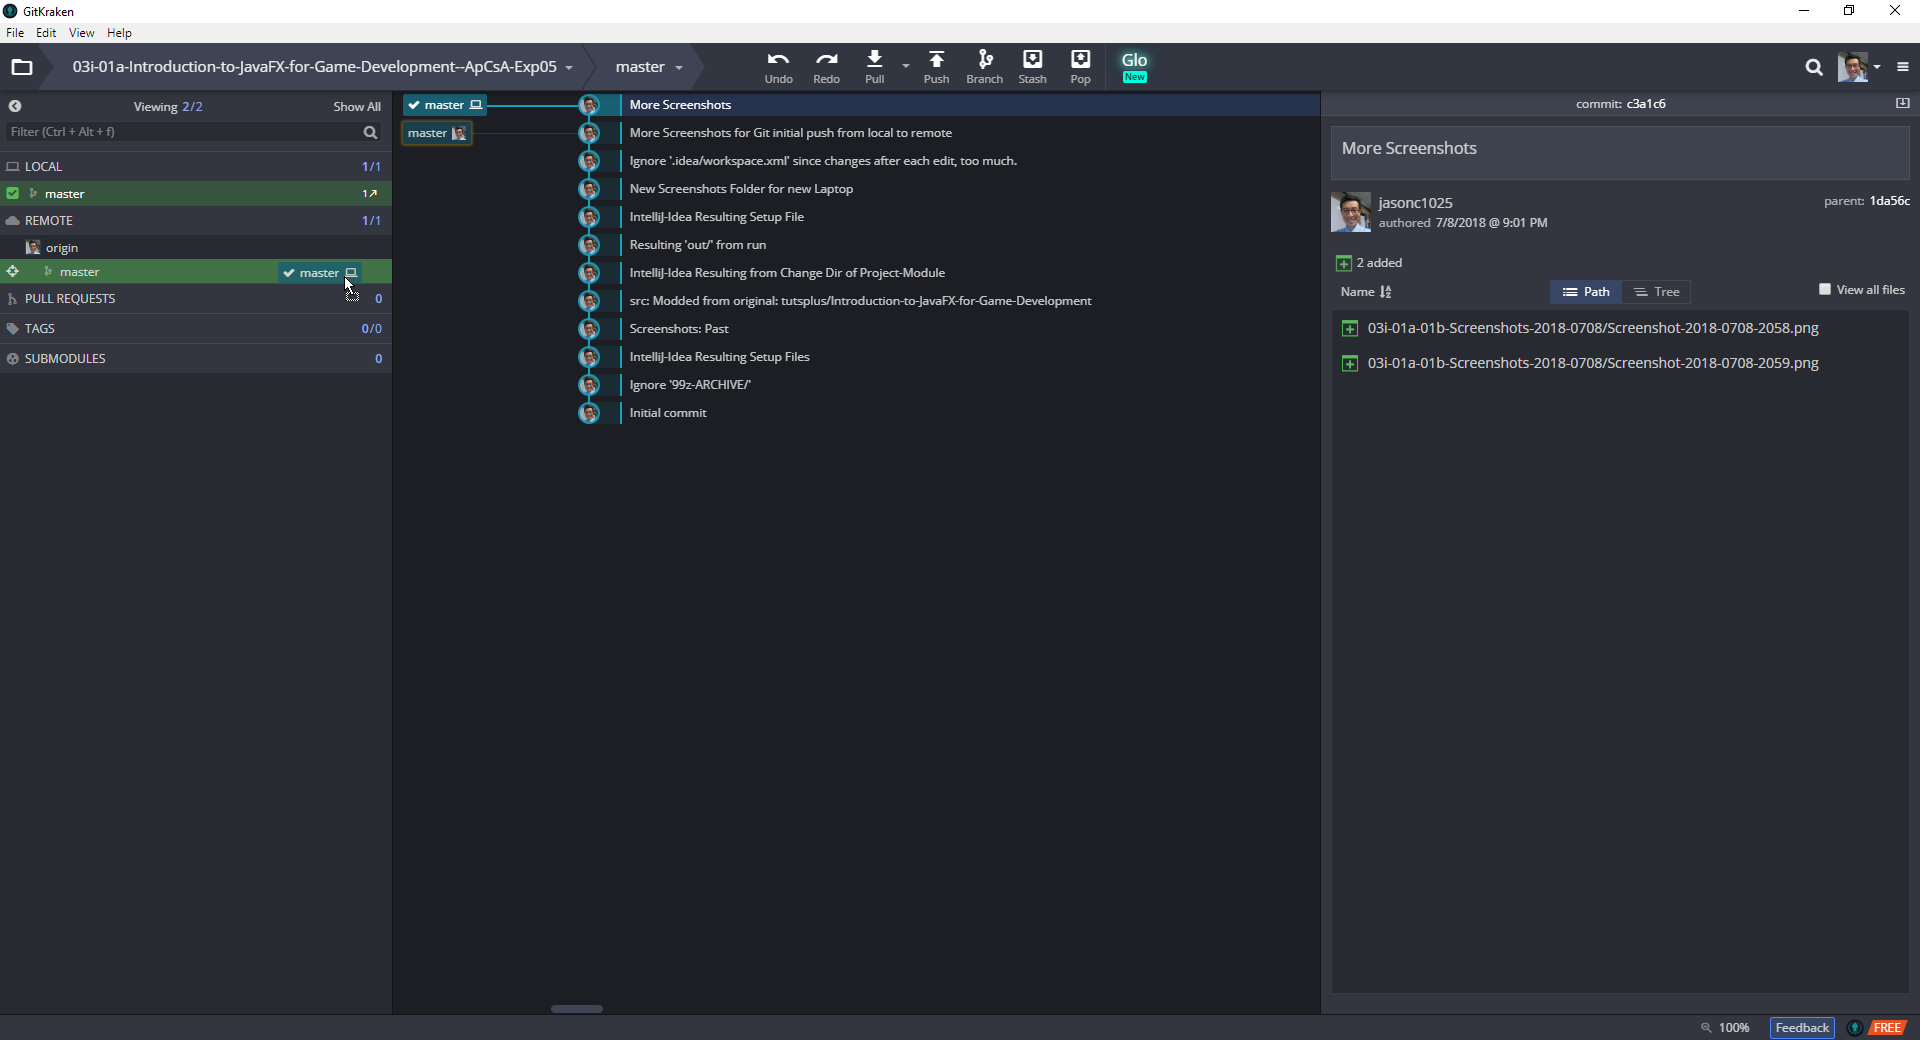 GitKraken
File Edit View Help
03i-01a-Introduction-to-JavaFX-for-Game-Development--ApCsA-Exp05 master Undo Redo Pull Push Branch Stash Pop Glo New
Viewing 2/2 Show All
Filter (Ctrl + Alt + f)
LOCAL 1/1
master 1↗
REMOTE 1/1
origin
master master
PULL REQUESTS 0
TAGS 0/0
SUBMODULES 0
master More Screenshots
master More Screenshots for Git initial push from local to remote
Ignore '.idea/workspace.xml' since changes after each edit, too much.
New Screenshots Folder for new Laptop
IntelliJ-Idea Resulting Setup File
Resulting 'out/' from run
IntelliJ-Idea Resulting from Change Dir of Project-Module
src: Modded from original: tutsplus/Introduction-to-JavaFX-for-Game-Development
Screenshots: Past
IntelliJ-Idea Resulting Setup Files
Ignore '99z-ARCHIVE/'
Initial commit
commit: c3a1c6
More Screenshots
jasonc1025 parent: 1da56c
authored 7/8/2018 @ 9:01 PM
2 added
Name Path Tree View all files
03i-01a-01b-Screenshots-2018-0708/Screenshot-2018-0708-2058.png
03i-01a-01b-Screenshots-2018-0708/Screenshot-2018-0708-2059.png
100% Feedback FREE